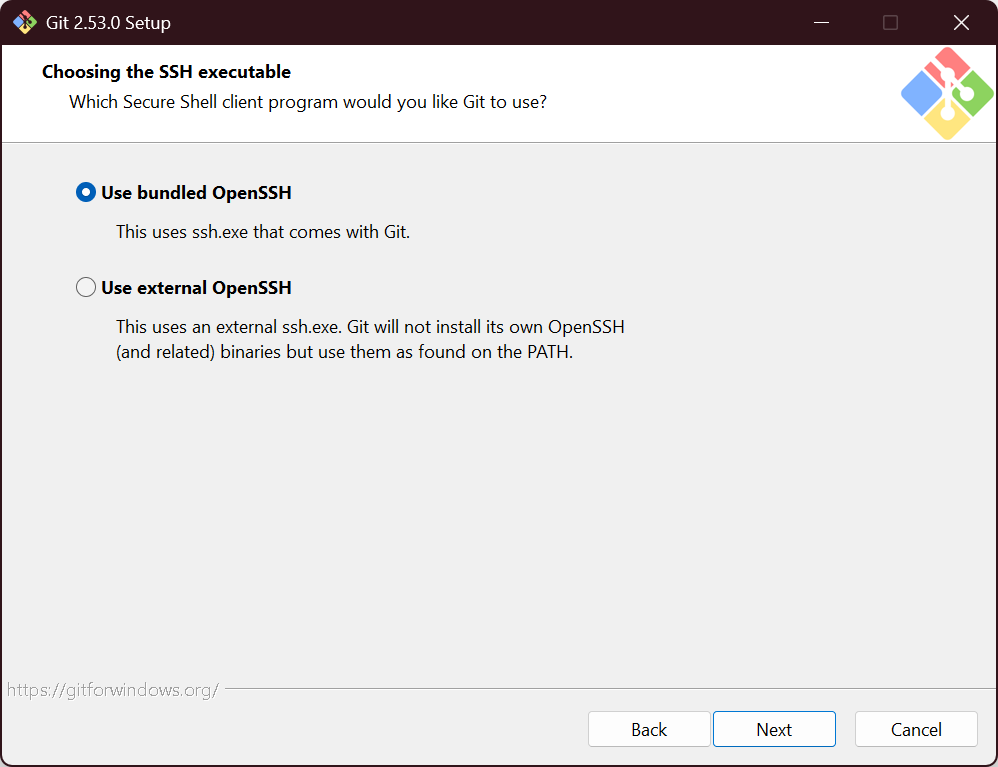 Git 2.53.0 Setup
Choosing the SSH executable
Which Secure Shell client program would you like Git to use?
Use bundled OpenSSH
This uses ssh.exe that comes with Git.
Use external OpenSSH
This uses an external ssh.exe. Git will not install its own OpenSSH
(and related) binaries but use them as found on the PATH.
https://gitforwindows.org/
Back
Next
Cancel